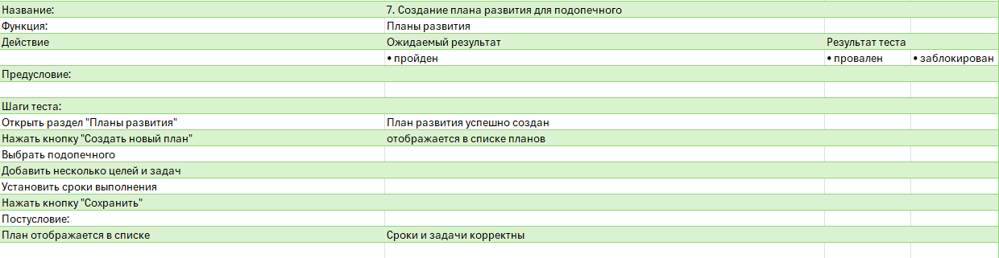 Название: 7. Создание плана развития для подопечного
Функция: Планы развития
Действие Ожидаемый результат Результат теста
• пройден • провален • заблокирован
Предусловие:
Шаги теста:
Открыть раздел "Планы развития" План развития успешно создан
Нажать кнопку "Создать новый план" отображается в списке планов
Выбрать подопечного
Добавить несколько целей и задач
Установить сроки выполнения
Нажать кнопку "Сохранить"
Постусловие:
План отображается в списке Сроки и задачи корректны